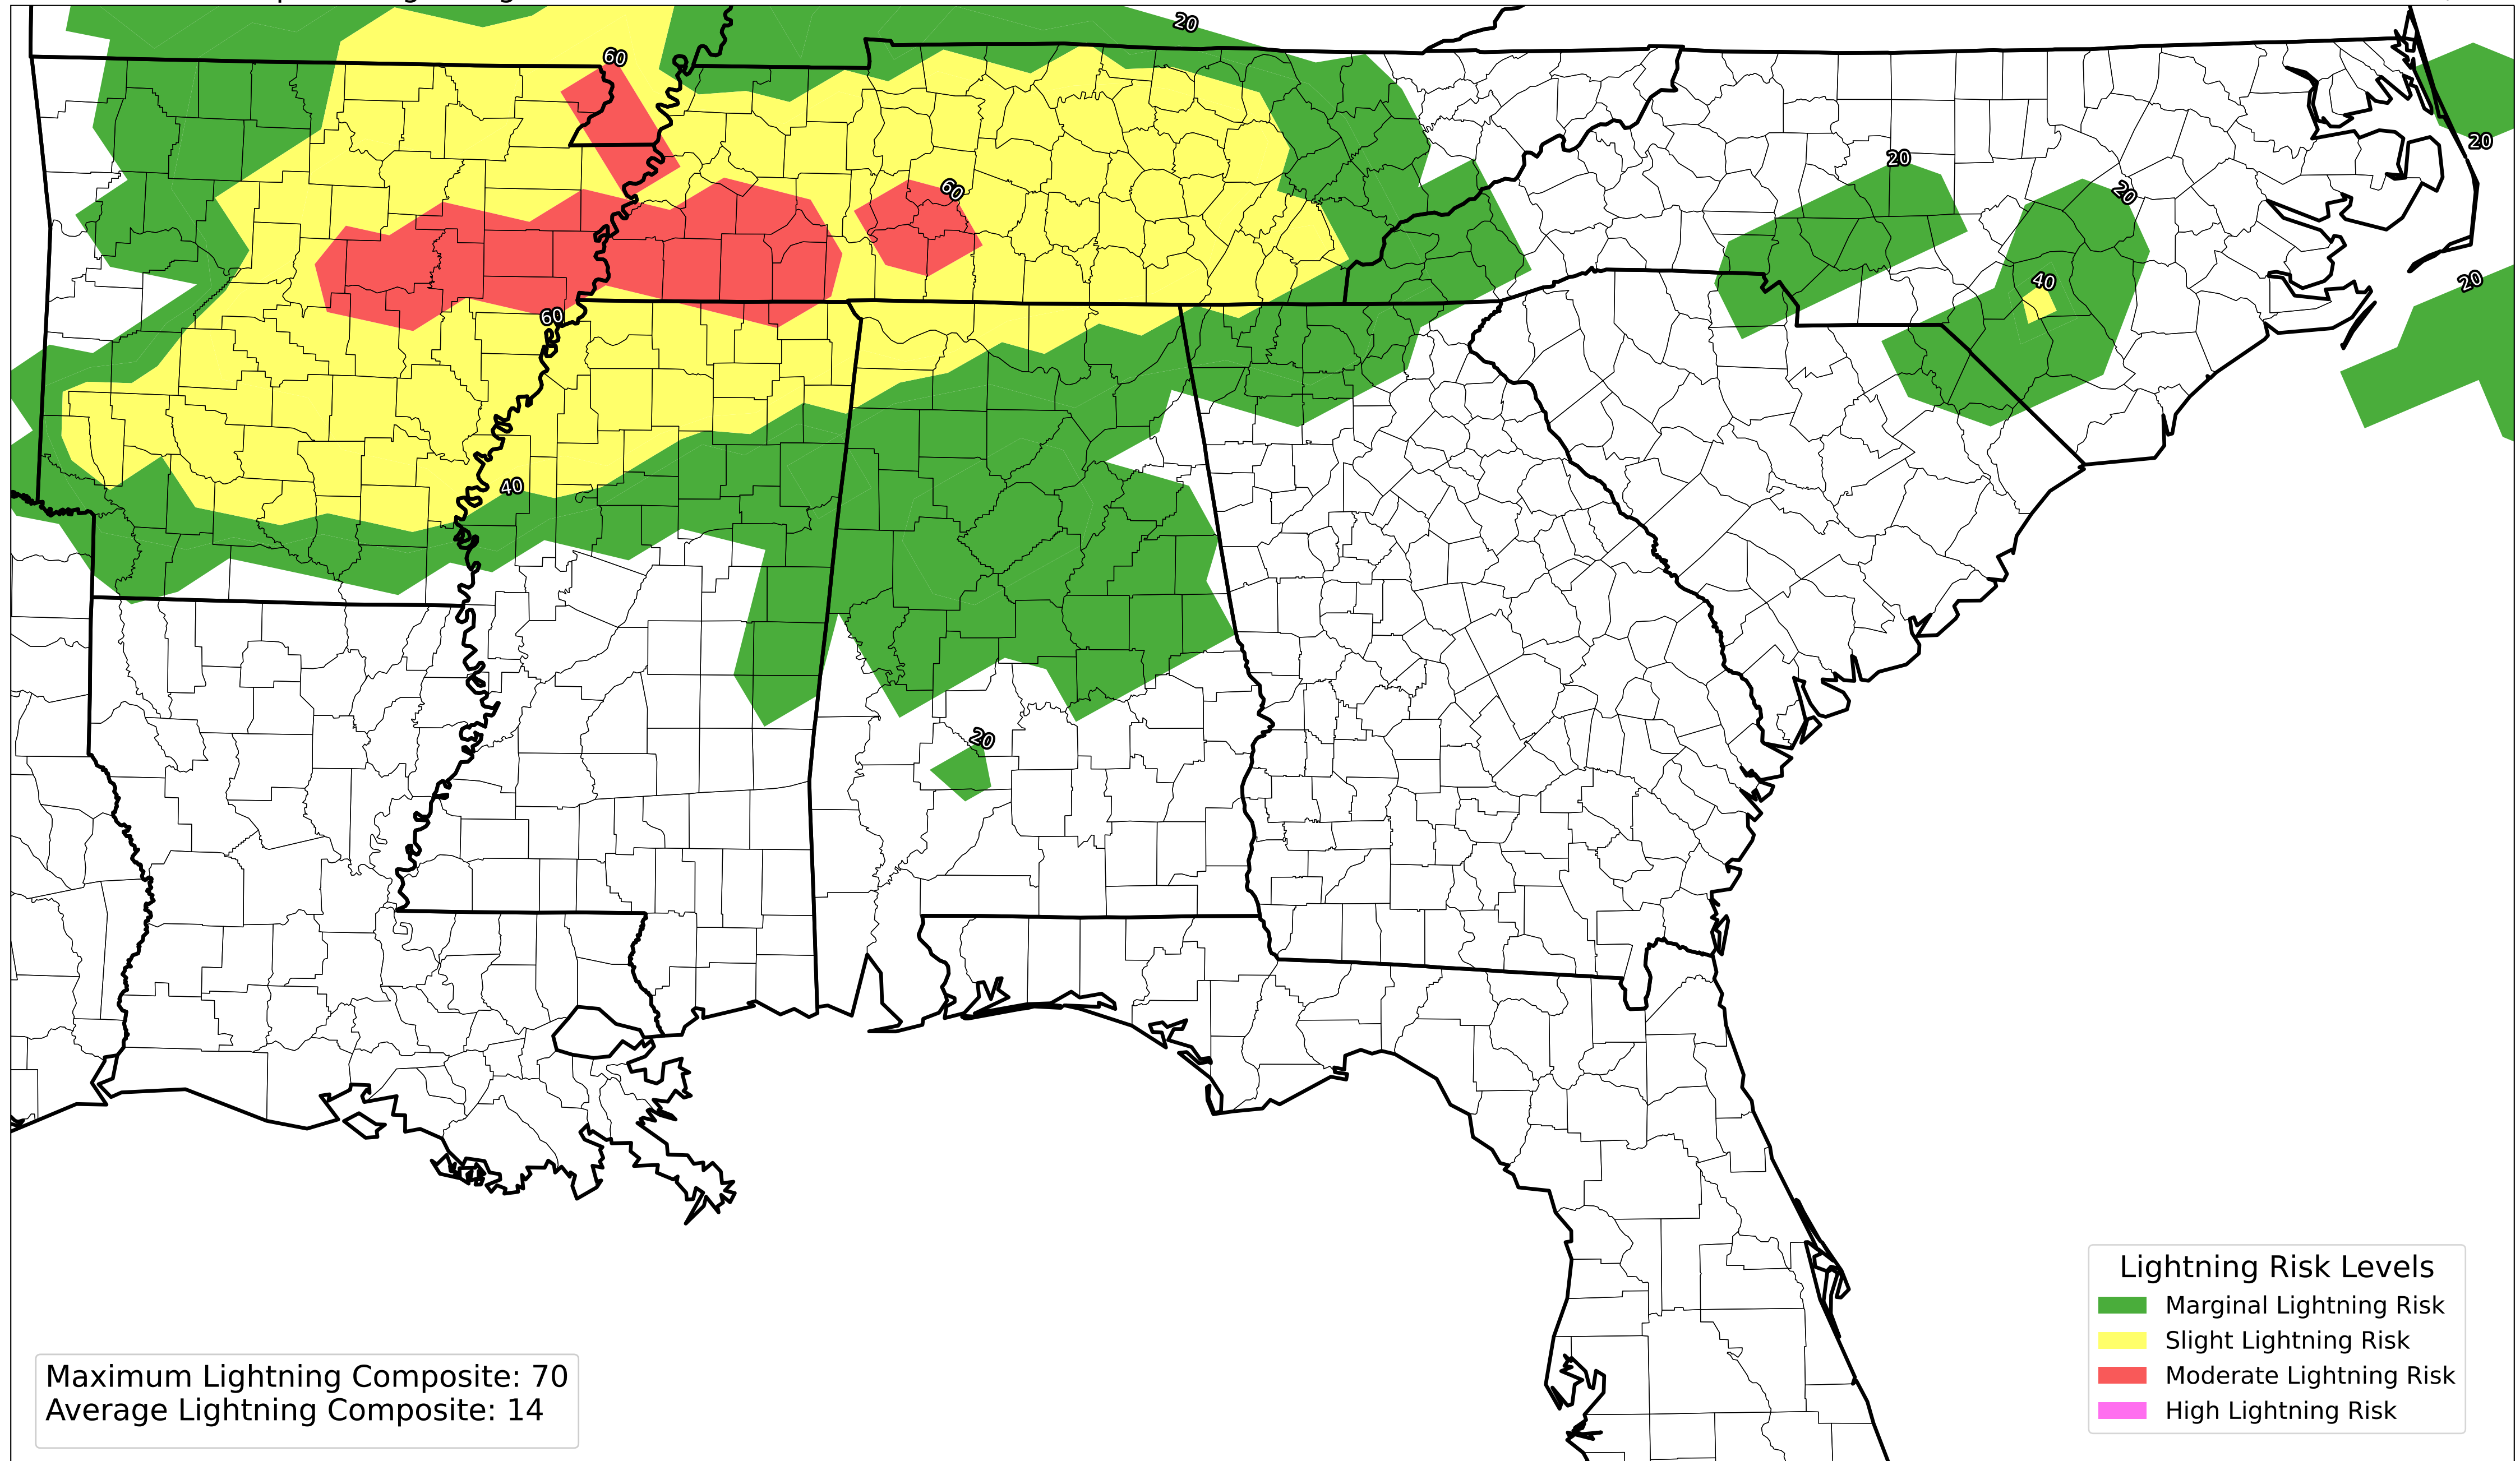 20
60
20
20
60
20
20
40
60
40
20
Lightning Risk Levels
Marginal Lightning Risk
Slight Lightning Risk
Moderate Lightning Risk
High Lightning Risk
Maximum Lightning Composite: 70
Average Lightning Composite: 14